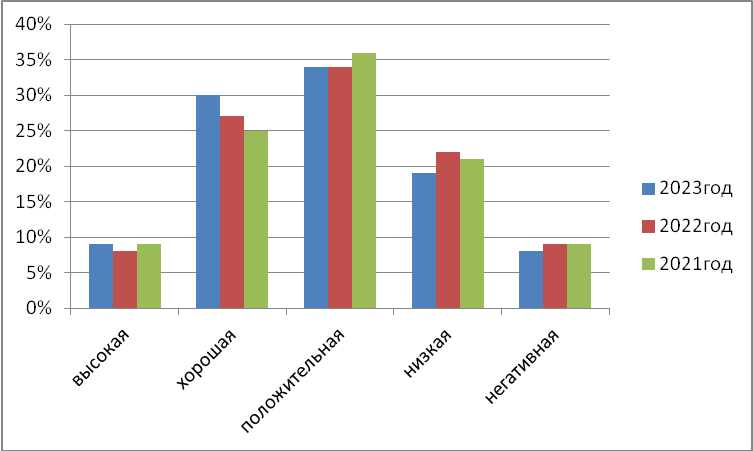 40%
35%
30%
25%
20%
15%
10%
5%
0%
высокая
хорошая
положительная
низкая
негативная
2023год
2022год
2021год